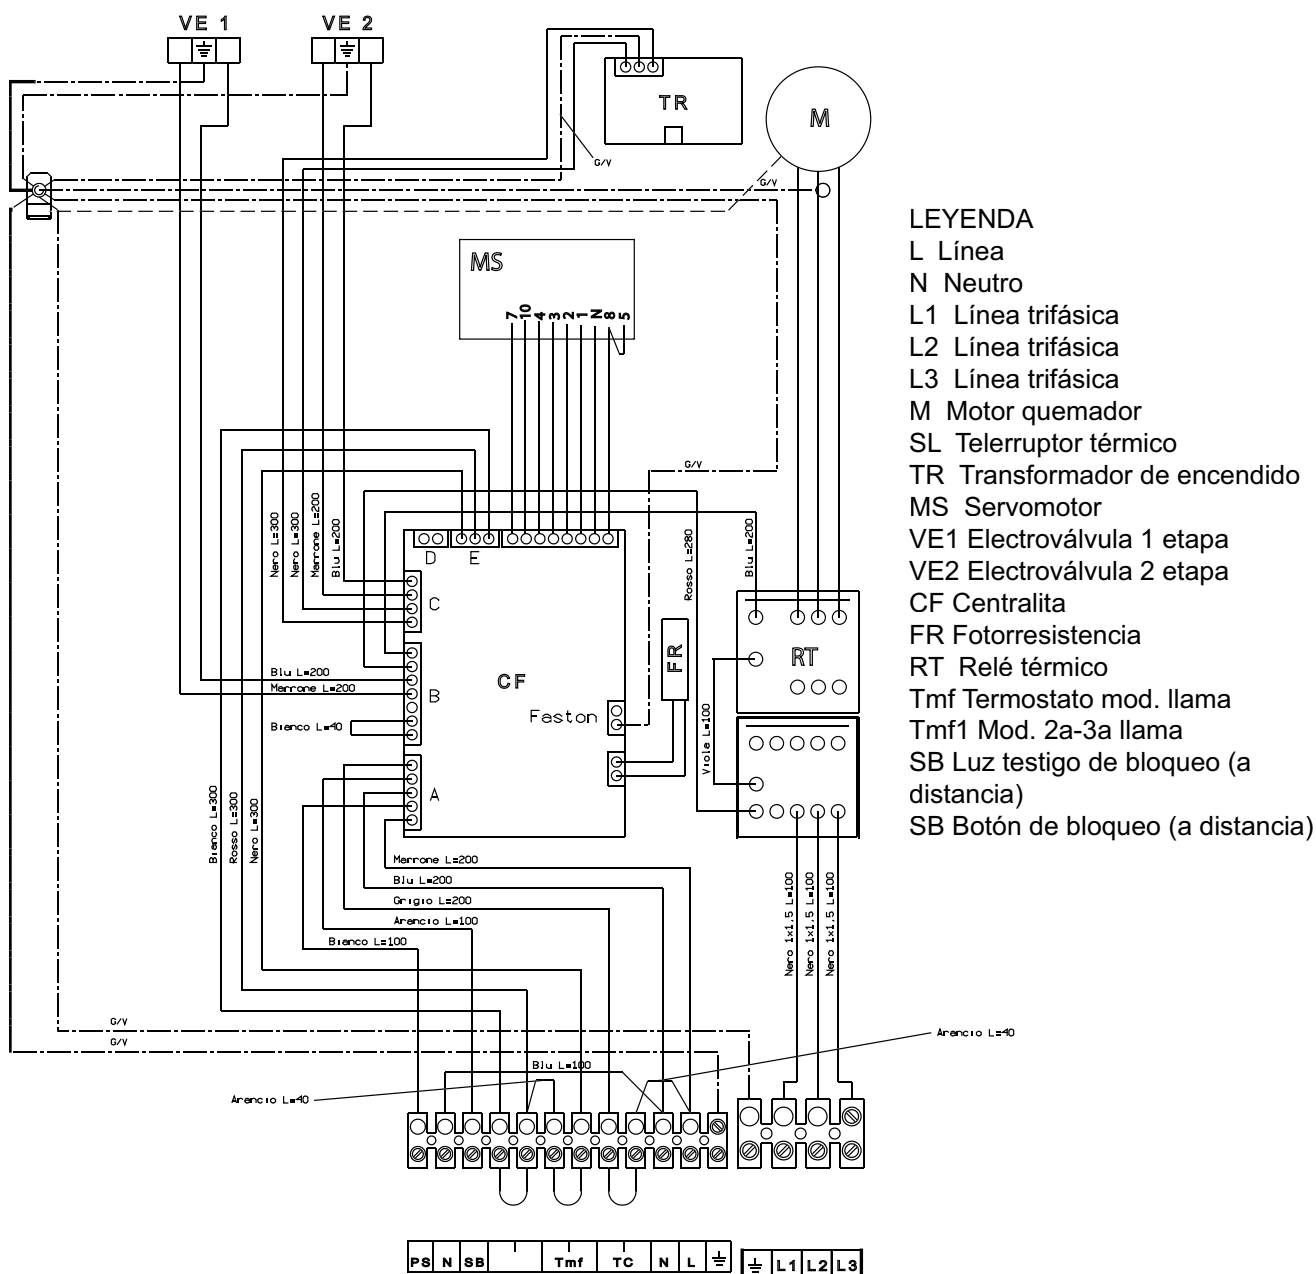 VE 1
VE 2
TR
M
G/V
G/V
MS
7
10
4
3
2
1
N
8
5
LEYENDA
L Línea
N Neutro
L1 Línea trifásica
L2 Línea trifásica
L3 Línea trifásica
M Motor quemador
SL Telerruptor térmico
TR Transformador de encendido
MS Servomotor
VE1 Electroválvula 1 etapa
VE2 Electroválvula 2 etapa
CF Centralita
FR Fotorresistencia
RT Relé térmico
Tmf Termostato mod. llama
Tmf1 Mod. 2a-3a llama
SB Luz testigo de bloqueo (a
distancia)
SB Botón de bloqueo (a distancia)
G/V
Nero L=300
Nero L=300
Marrone L=200
Blu L=200
Rosso L=280
Blu L=200
D
E
C
B
A
CF
Faston
FR
RT
Blu L=200
Marrone L=200
Bianco L=40
Viola L=100
Bianco L=300
Rosso L=300
Nero L=300
Marrone L=200
Blu L=200
Grigio L=200
Arancio L=100
Bianco L=100
Nero 1x1,5 L=100
Nero 1x1,5 L=100
Nero 1x1,5 L=100
G/V
G/V
Arancio L=40
Blu L=100
Arancio L=40
PS N SB Tmf TC N L
L1 L2 L3